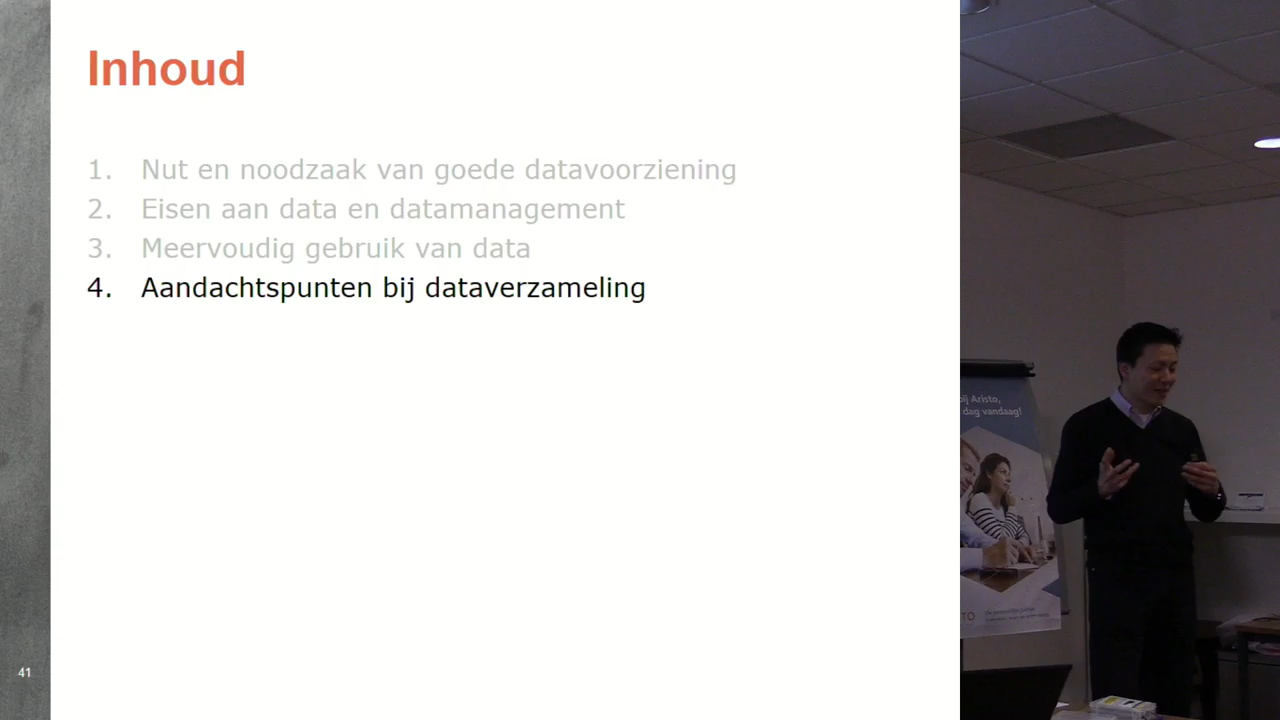 Inhoud
1. Nut en noodzaak van goede datavoorziening
2. Eisen aan data en datamanagement
3. Meervoudig gebruik van data
4. Aandachtspunten bij dataverzameling
41
bij Aristo,
dag vandaag!